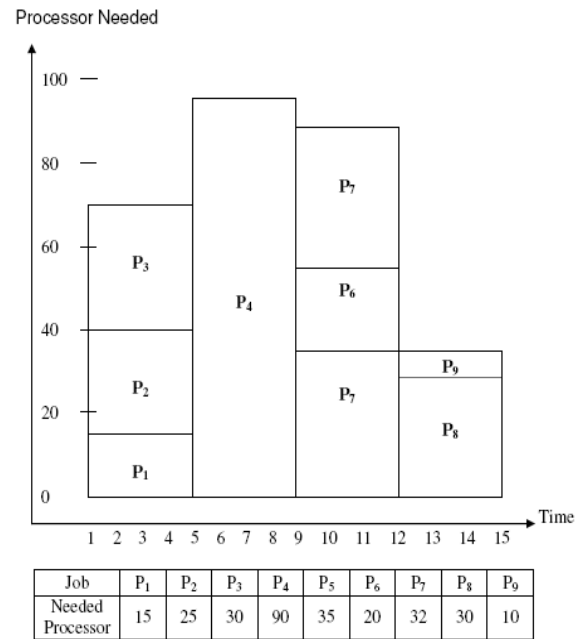 Processor Needed
100
80
P₇
60
P₃
P₆
P₄
40
P₉
P₂
P₇
20
P₈
P₁
0
Time
1 2 3 4 5 6 7 8 9 10 11 12 13 14 15
Job P₁ P₂ P₃ P₄ P₅ P₆ P₇ P₈ P₉
Needed Processor 15 25 30 90 35 20 32 30 10